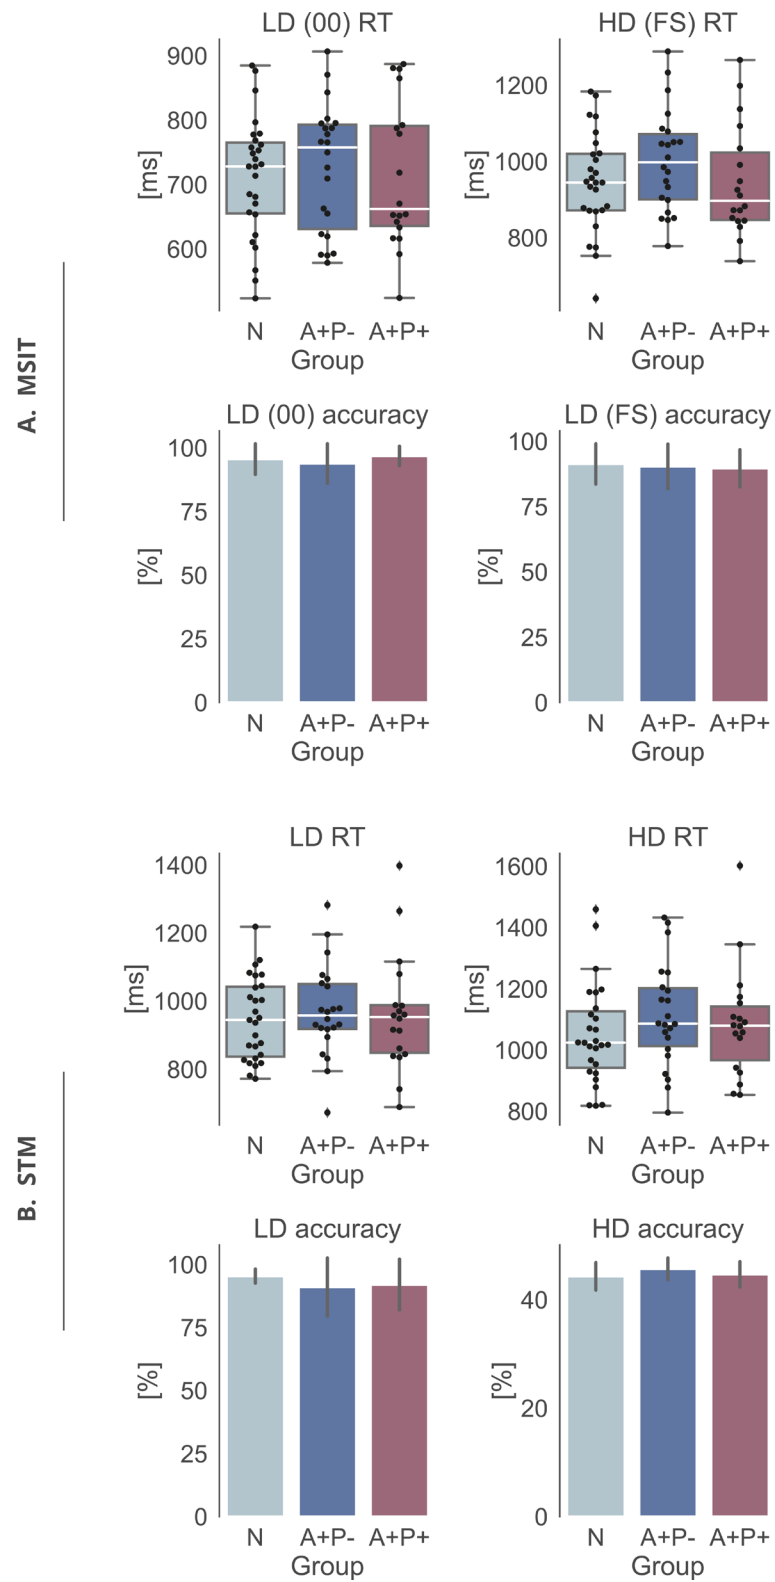 A. MSIT
LD (00) RT
900
800
700
600
[ms]
N A+P- A+P+
Group
HD (FS) RT
1200
1000
800
[ms]
N A+P- A+P+
Group
LD (00) accuracy
100
75
50
25
0
[%]
N A+P- A+P+
Group
LD (FS) accuracy
100
75
50
25
0
[%]
N A+P- A+P+
Group
B. STM
LD RT
1400
1200
1000
800
[ms]
N A+P- A+P+
Group
HD RT
1600
1400
1200
1000
800
[ms]
N A+P- A+P+
Group
LD accuracy
100
75
50
25
0
[%]
N A+P- A+P+
Group
HD accuracy
40
20
0
[%]
N A+P- A+P+
Group